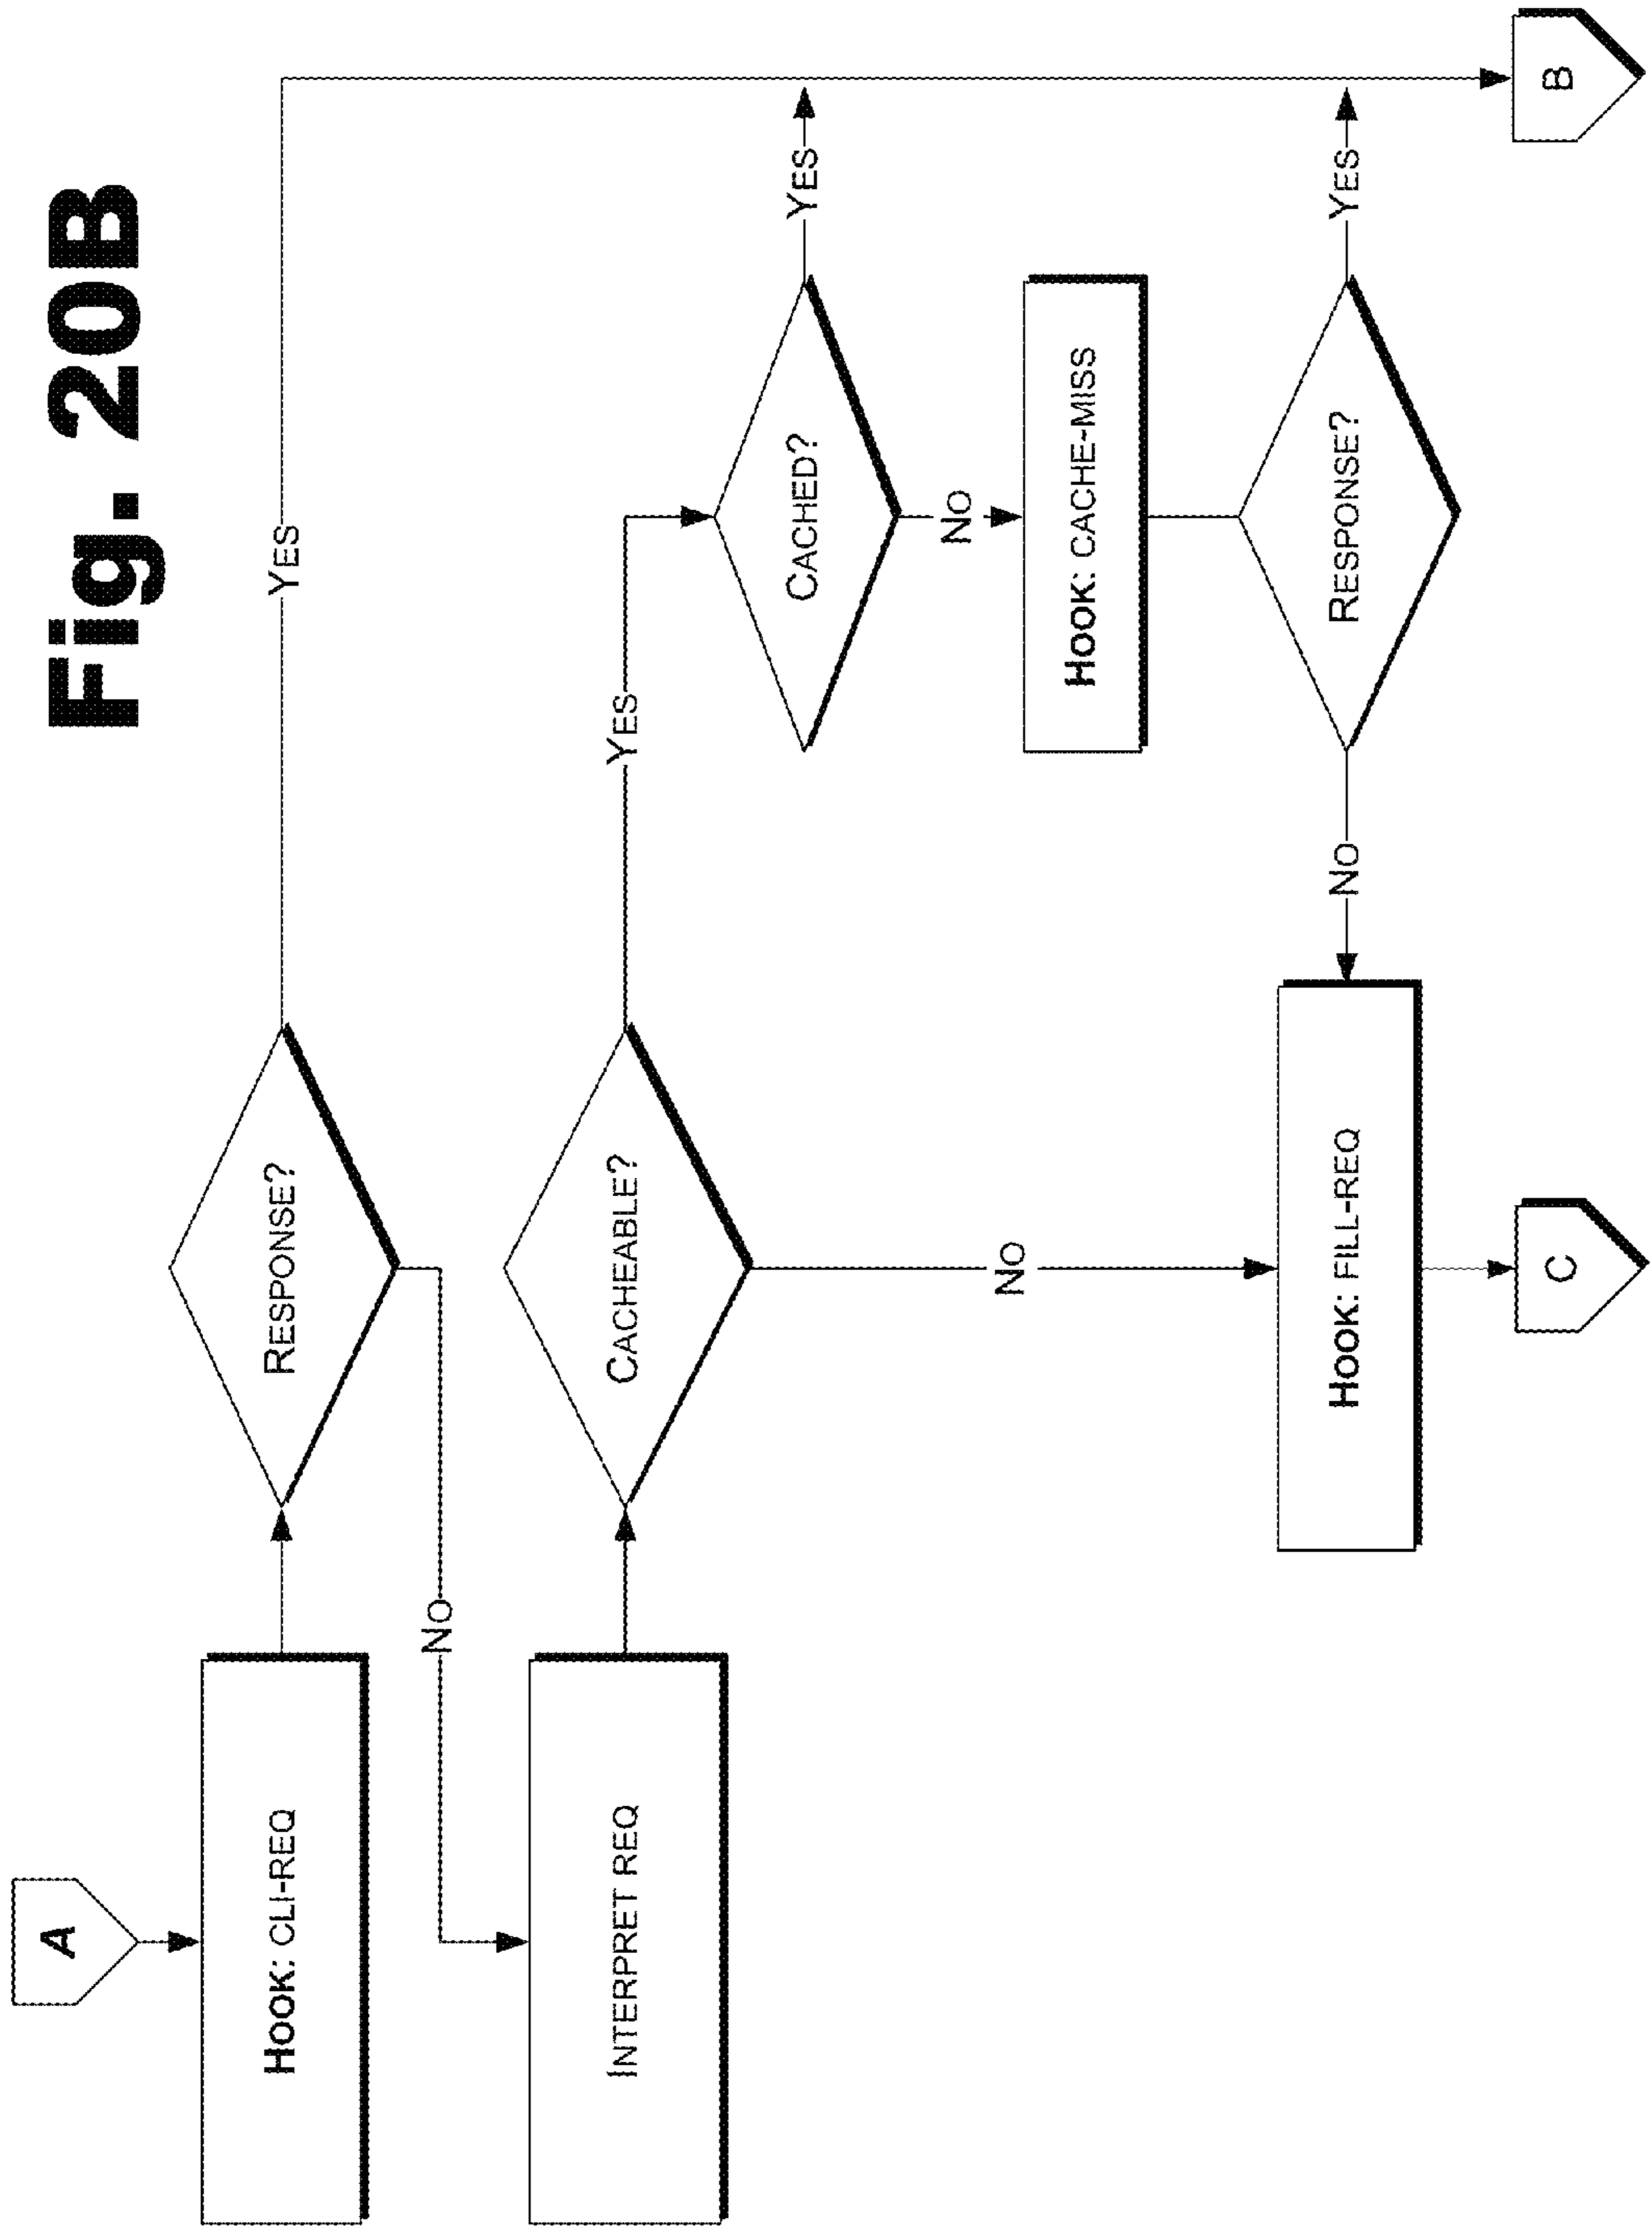 Fig. 20B
A
HOOK: CLI-REQ
RESPONSE?
YES
NO
INTERPRET REQ
CACHEABLE?
YES
CACHED?
YES
NO
HOOK: CACHE-MISS
NO
RESPONSE?
YES
NO
HOOK: FILL-REQ
C
B